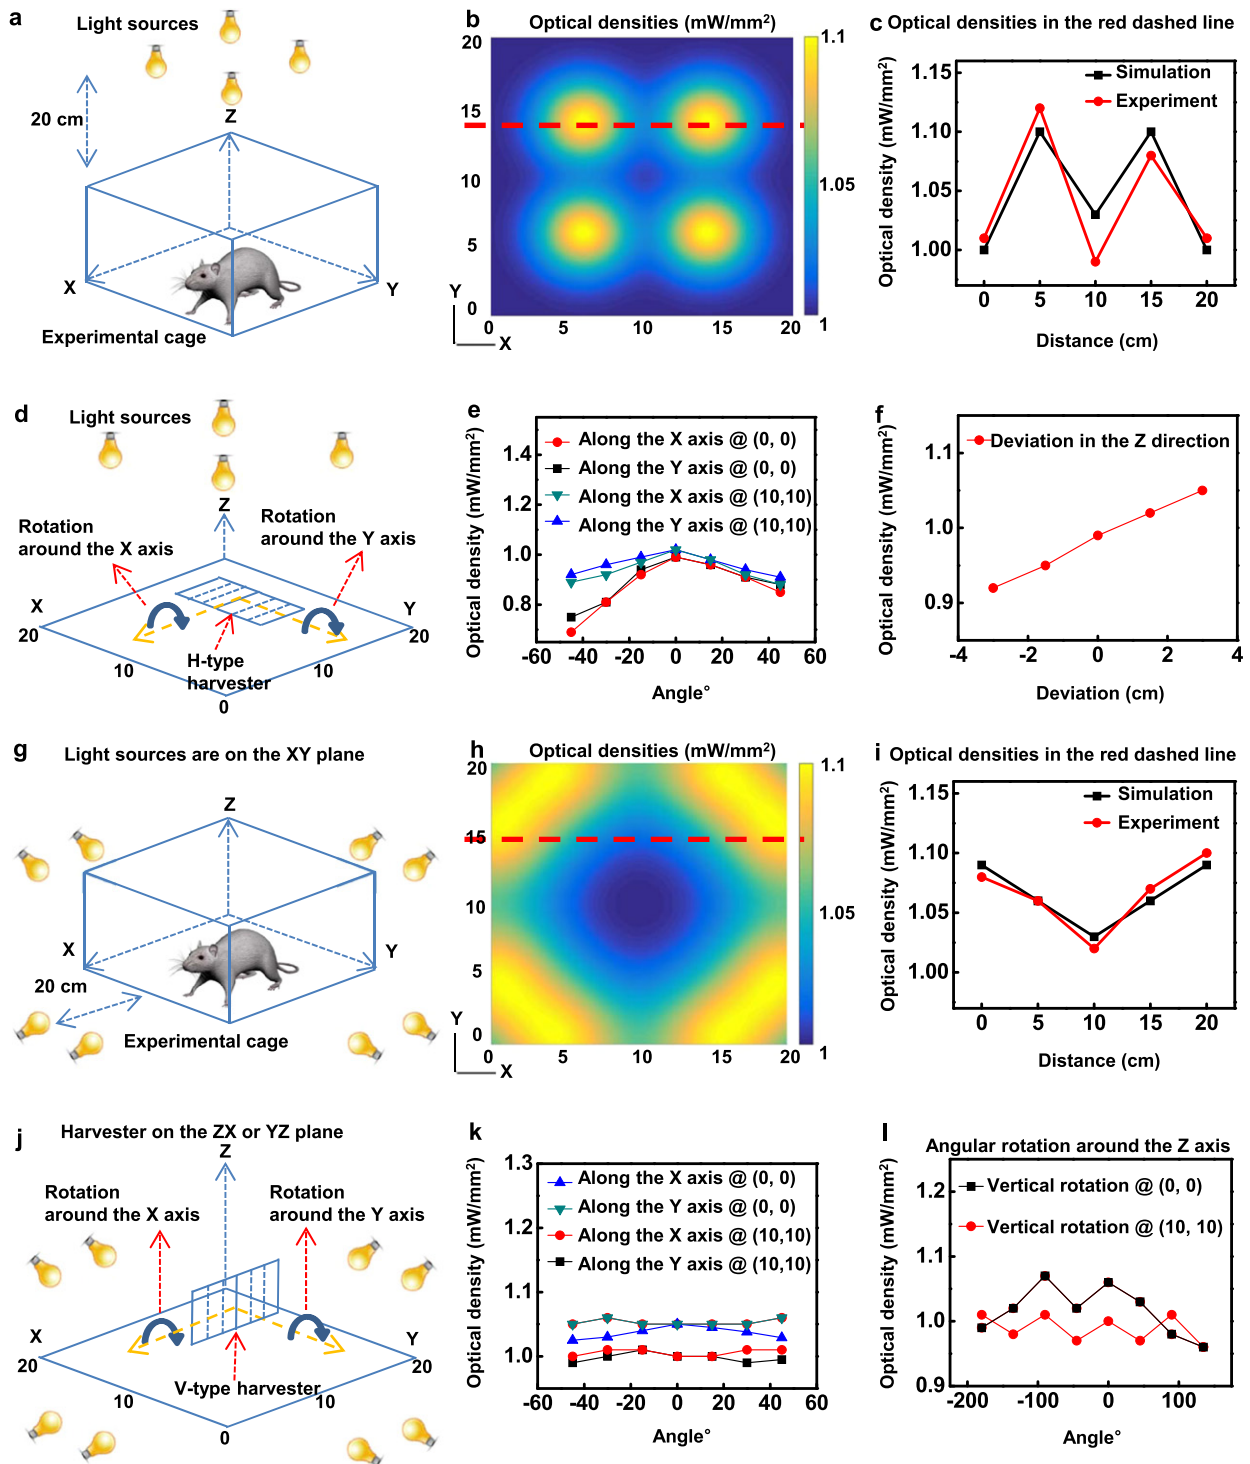 a
Light sources
20 cm
Z
X
Y
Experimental cage
b
Optical densities (mW/mm²)
20
15
10
5
0
0
5
10
15
20
Y
X
1.1
1.05
1
c
Optical densities in the red dashed line
Optical density (mW/mm²)
1.15
1.10
1.05
1.00
Simulation
Experiment
0
5
10
15
20
Distance (cm)
d
Light sources
Z
Rotation
around the X axis
Rotation
around the Y axis
X
20
10
Y
20
10
0
H-type
harvester
e
Optical density (mW/mm²)
1.4
1.2
1.0
0.8
Along the X axis @ (0, 0)
Along the Y axis @ (0, 0)
Along the X axis @ (10,10)
Along the Y axis @ (10,10)
-60
-40
-20
0
20
40
60
Angle°
f
Optical density (mW/mm²)
1.1
1.0
0.9
Deviation in the Z direction
-4
-2
0
2
4
Deviation (cm)
g
Light sources are on the XY plane
Z
X
Y
20 cm
Experimental cage
h
Optical densities (mW/mm²)
20
15
10
5
0
0
5
10
15
20
Y
X
1.1
1.05
1
i
Optical densities in the red dashed line
Optical density (mW/mm²)
1.15
1.10
1.05
1.00
Simulation
Experiment
0
5
10
15
20
Distance (cm)
j
Harvester on the ZX or YZ plane
Z
Rotation
around the X axis
Rotation
around the Y axis
X
20
10
Y
20
10
0
V-type harvester
k
Optical density (mW/mm²)
1.3
1.2
1.1
1.0
Along the X axis @ (0, 0)
Along the Y axis @ (0, 0)
Along the X axis @ (10,10)
Along the Y axis @ (10,10)
-60
-40
-20
0
20
40
60
Angle°
l
Angular rotation around the Z axis
Optical density (mW/mm²)
1.2
1.1
1.0
0.9
Vertical rotation @ (0, 0)
Vertical rotation @ (10, 10)
-200
-100
0
100
Angle°